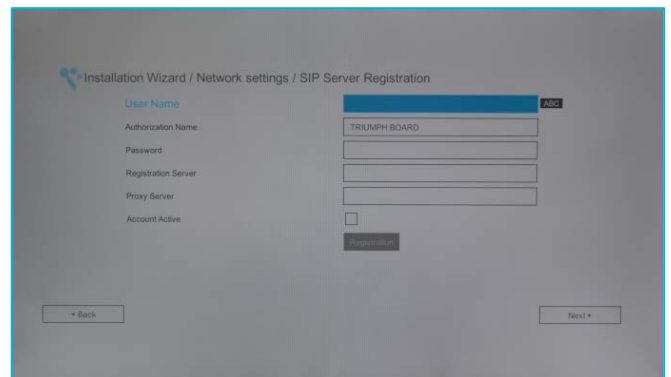 Installation Wizard / Network settings / SIP Server Registration
User Name ABC
Authorization Name TRIUMPH BOARD
Password
Registration Server
Proxy Server
Account Active
Registration
Back Next